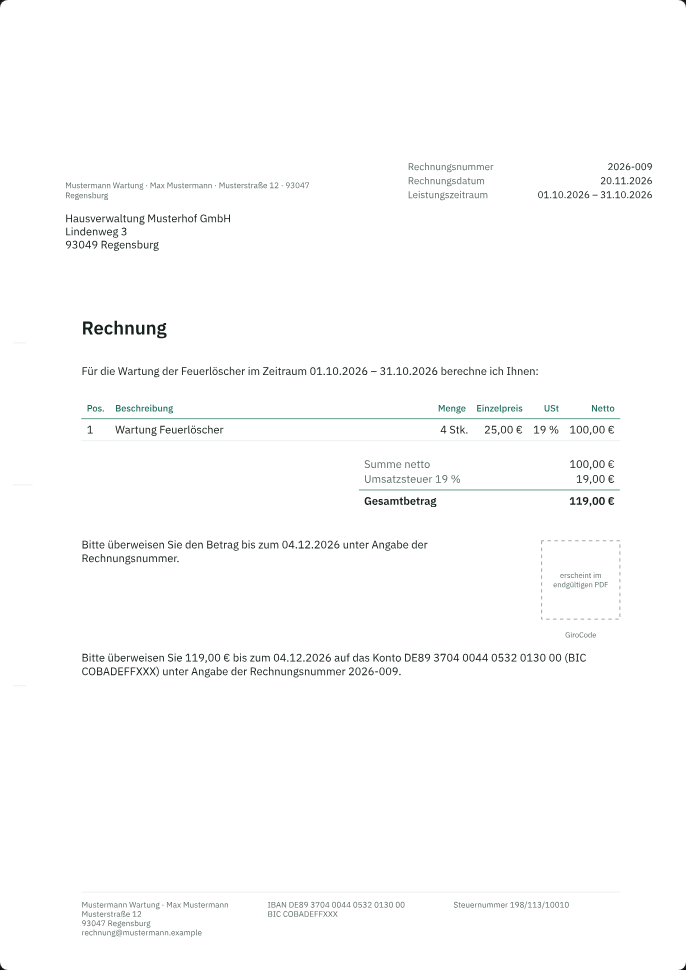 Rechnungsnummer 2026-009
Rechnungsdatum 20.11.2026
Leistungszeitraum 01.10.2026 – 31.10.2026
Mustermann Wartung · Max Mustermann · Musterstraße 12 · 93047
Regensburg
Hausverwaltung Musterhof GmbH
Lindenweg 3
93049 Regensburg
Rechnung
Für die Wartung der Feuerlöscher im Zeitraum 01.10.2026 – 31.10.2026 berechne ich Ihnen:
Pos. Beschreibung Menge Einzelpreis USt Netto
1 Wartung Feuerlöscher 4 Stk. 25,00 € 19 % 100,00 €
Summe netto 100,00 €
Umsatzsteuer 19 % 19,00 €
Gesamtbetrag 119,00 €
Bitte überweisen Sie den Betrag bis zum 04.12.2026 unter Angabe der
Rechnungsnummer.
erscheint im
endgültigen PDF
GiroCode
Bitte überweisen Sie 119,00 € bis zum 04.12.2026 auf das Konto DE89 3704 0044 0532 0130 00 (BIC
COBADEFFXXX) unter Angabe der Rechnungsnummer 2026-009.
Mustermann Wartung · Max Mustermann
Musterstraße 12
93047 Regensburg
rechnung@mustermann.example
IBAN DE89 3704 0044 0532 0130 00
BIC COBADEFFXXX
Steuernummer 198/113/10010